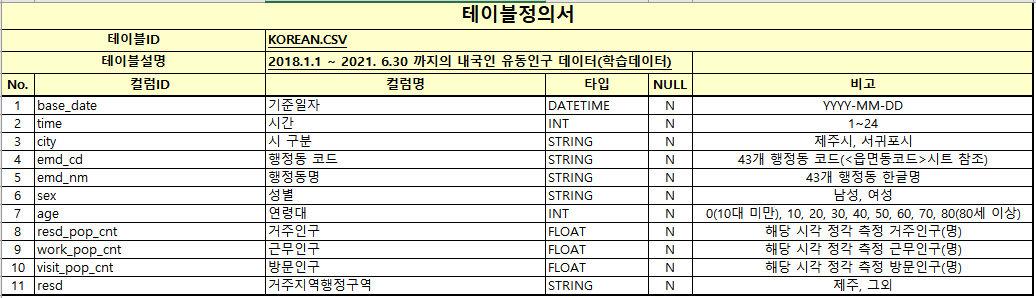 테이블정의서
테이블ID KOREAN.CSV
테이블설명 2018.1.1 ~ 2021. 6.30 까지의 내국인 유동인구 데이터(학습데이터)
No. 컬럼ID 컬럼명 타입 NULL 비고
1 base_date 기준일자 DATETIME N YYYY-MM-DD
2 time 시간 INT N 1~24
3 city 시 구분 STRING N 제주시, 서귀포시
4 emd_cd 행정동 코드 STRING N 43개 행정동 코드(<읍면동코드>시트 참조)
5 emd_nm 행정동명 STRING N 43개 행정동 한글명
6 sex 성별 STRING N 남성, 여성
7 age 연령대 INT N 0(10대 미만), 10, 20, 30, 40, 50, 60, 70, 80(80세 이상)
8 resd_pop_cnt 거주인구 FLOAT N 해당 시각 정각 측정 거주인구(명)
9 work_pop_cnt 근무인구 FLOAT N 해당 시각 정각 측정 근무인구(명)
10 visit_pop_cnt 방문인구 FLOAT N 해당 시각 정각 측정 방문인구(명)
11 resd 거주지역행정구역 STRING N 제주, 그외